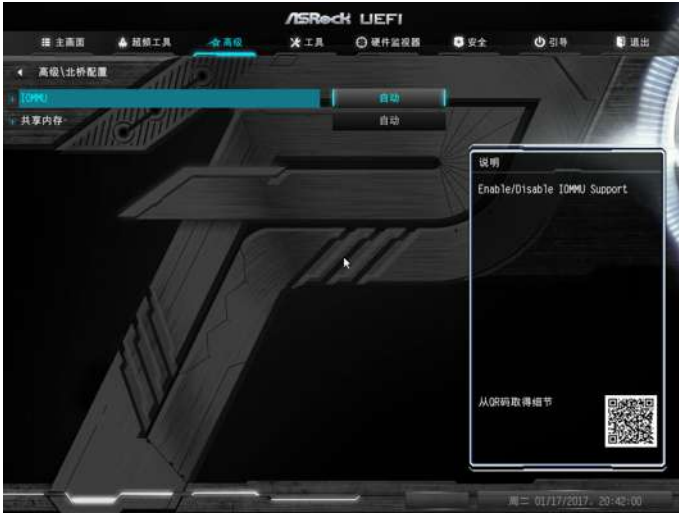 ASRock UEFI
主画面 超频工具 高级 工具 硬件监视器 安全 引导 退出
高级\北桥配置
IOMMU 自动
共享内存 自动
说明
Enable/Disable IOMMU Support
从QR码取得细节
周二 01/17/2017, 20:42:00